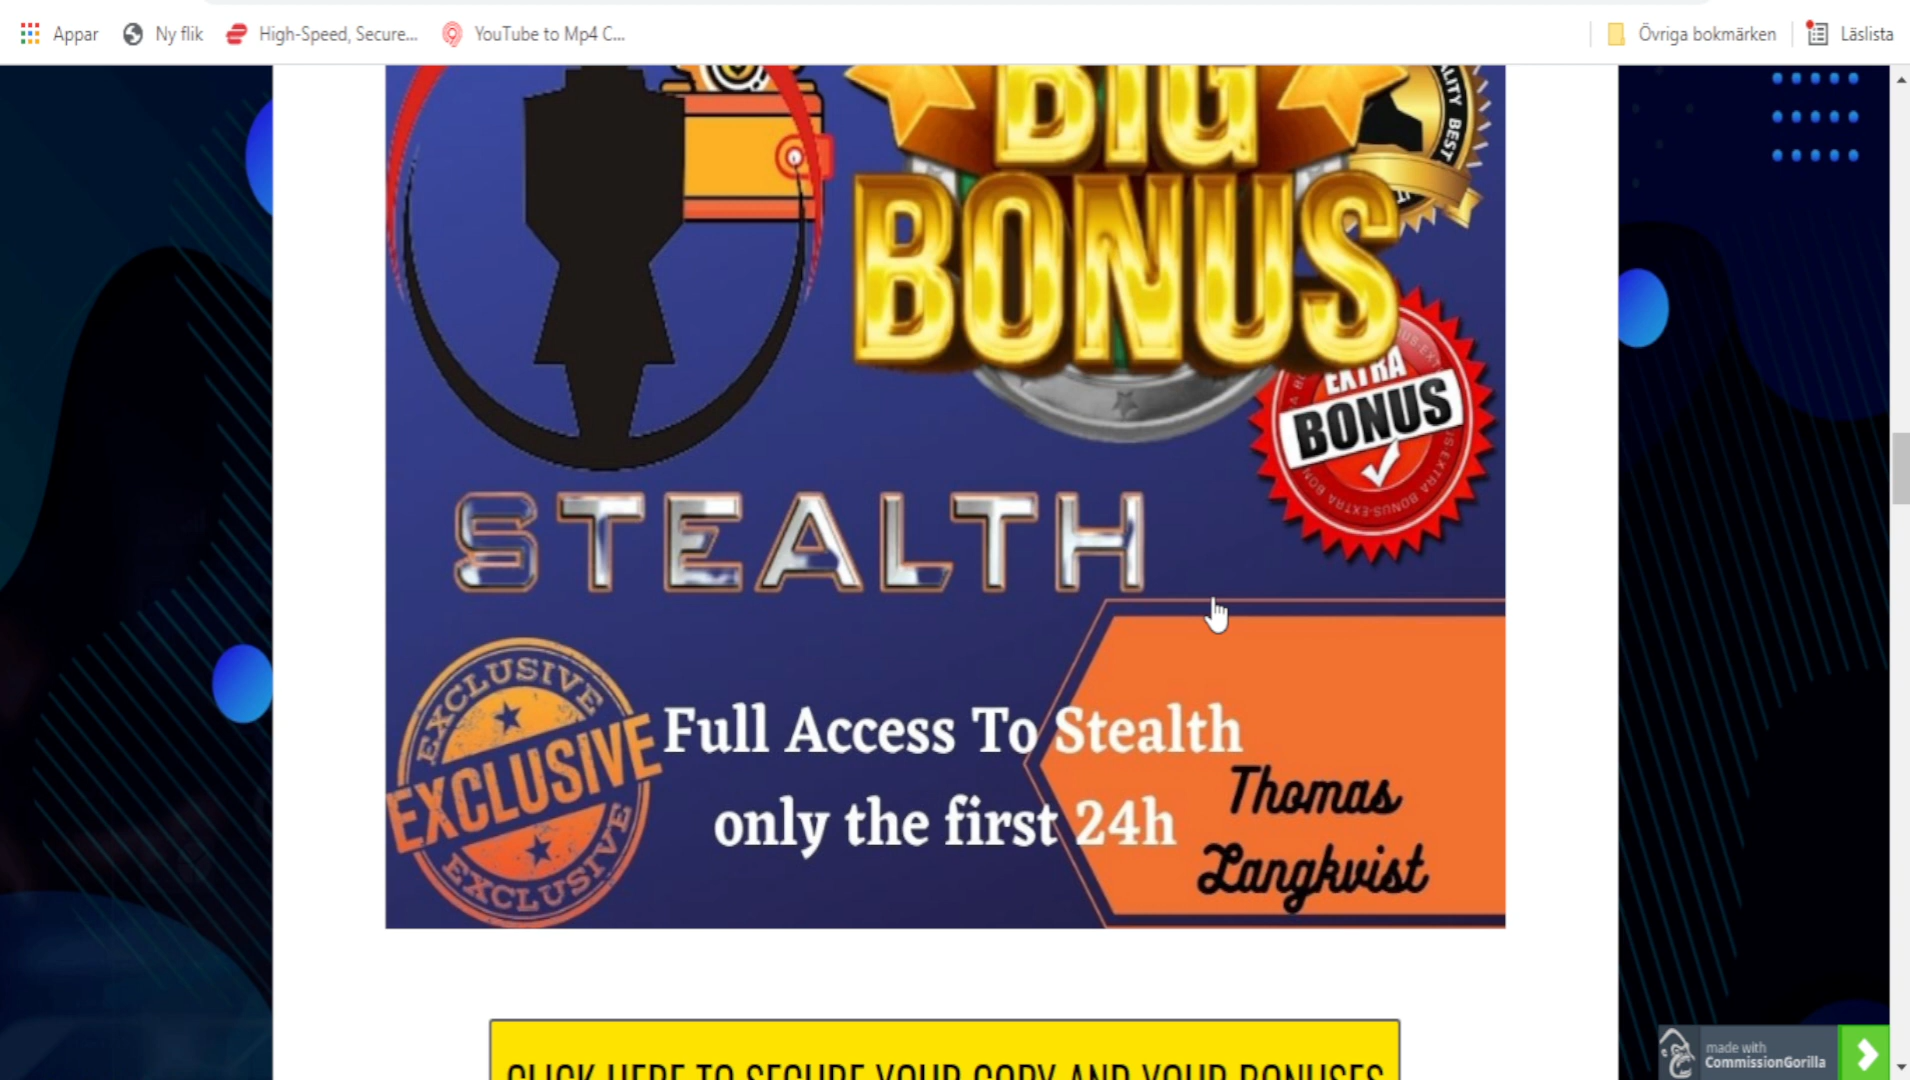 Appar
Ny flik
High-Speed, Secure...
YouTube to Mp4 C...
Övriga bokmärken
Läslista
BIG
BONUS
BEST
EXTRA
BONUS
STEALTH
EXCLUSIVE
EXCLUSIVE
EXCLUSIVE
Full Access To Stealth
only the first 24h
Thomas
Langkvist
CLICK HERE TO SECURE YOUR COPY AND YOUR BONUSES
made with
CommissionGorilla